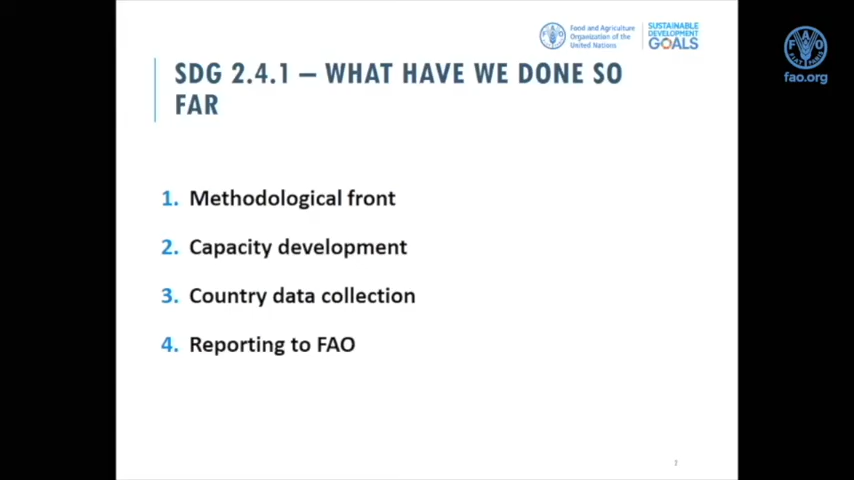 Food and Agriculture
Organization of the
United Nations
SUSTAINABLE
DEVELOPMENT
GOALS
fao.org
SDG 2.4.1 – WHAT HAVE WE DONE SO
FAR
1. Methodological front
2. Capacity development
3. Country data collection
4. Reporting to FAO